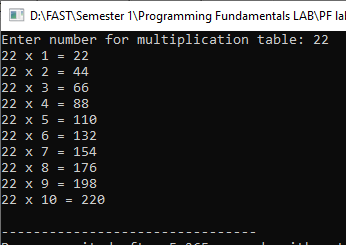 D:\FAST\Semester 1\Programming Fundamentals LAB\PF la
Enter number for multiplication table: 22
22 x 1 = 22
22 x 2 = 44
22 x 3 = 66
22 x 4 = 88
22 x 5 = 110
22 x 6 = 132
22 x 7 = 154
22 x 8 = 176
22 x 9 = 198
22 x 10 = 220
--------------------------------